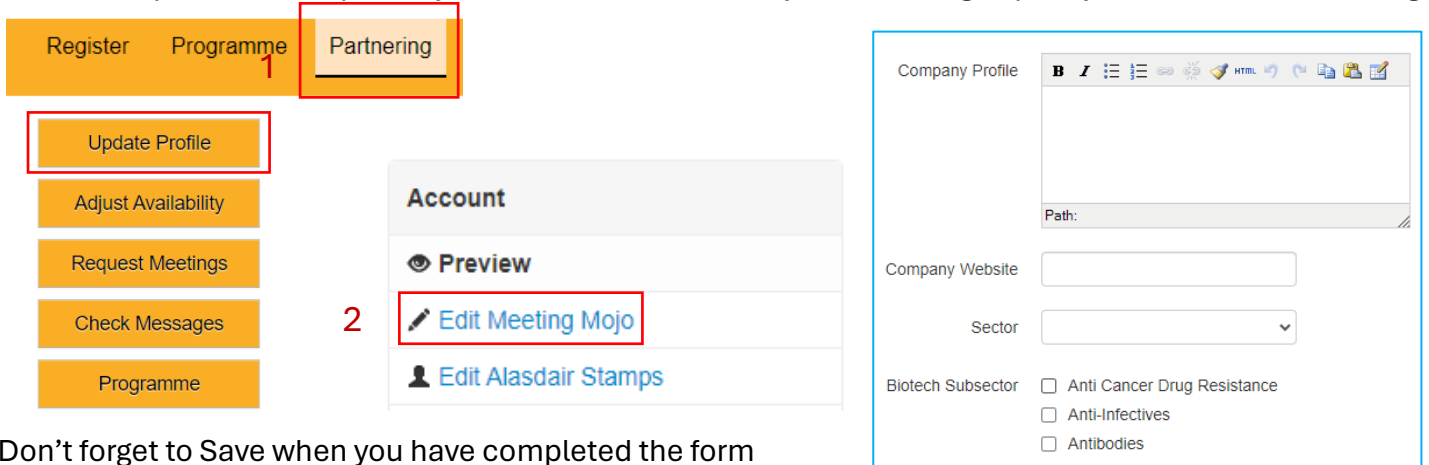 Register Programme Partnering
1
Update Profile
Adjust Availability
Request Meetings
Check Messages
Programme
Account
Preview
2 Edit Meeting Mojo
Edit Alasdair Stamps
Don't forget to Save when you have completed the form
Company Profile B I HTML
Path:
Company Website
Sector
Biotech Subsector Anti Cancer Drug Resistance
Anti-Infectives
Antibodies